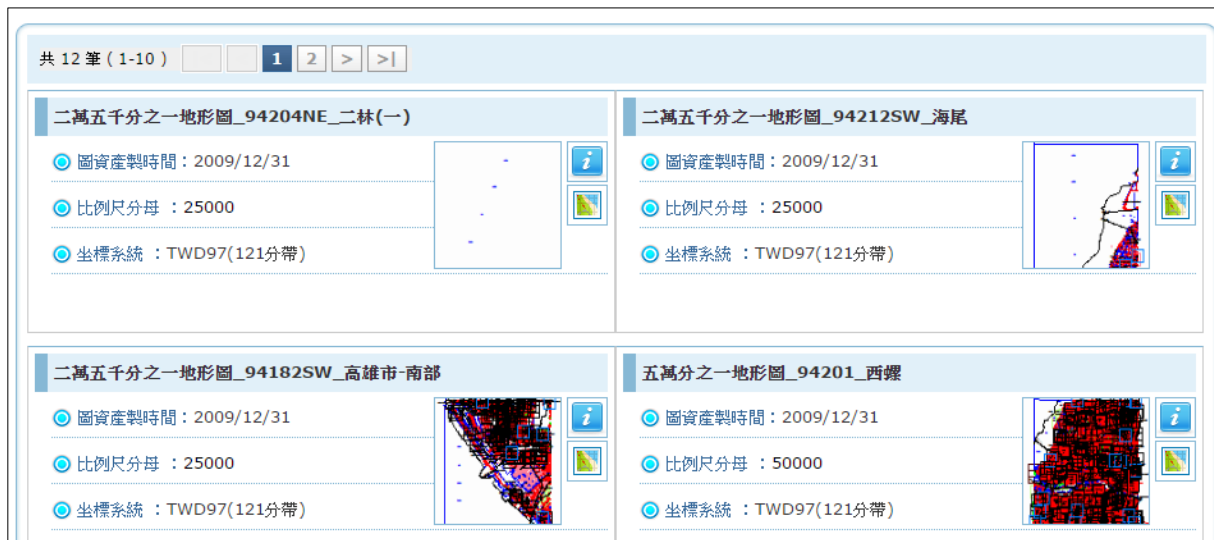 共 12 筆 ( 1-10 ) 1 2 > >|
二萬五千分之一地形圖_94204NE_二林(一)
圖資產製時間：2009/12/31
比例尺分母 ：25000
坐標系統 ：TWD97(121分帶)
二萬五千分之一地形圖_94212SW_海尾
圖資產製時間：2009/12/31
比例尺分母 ：25000
坐標系統 ：TWD97(121分帶)
二萬五千分之一地形圖_94182SW_高雄市-南部
圖資產製時間：2009/12/31
比例尺分母 ：25000
坐標系統 ：TWD97(121分帶)
五萬分之一地形圖_94201_西螺
圖資產製時間：2009/12/31
比例尺分母 ：50000
坐標系統 ：TWD97(121分帶)